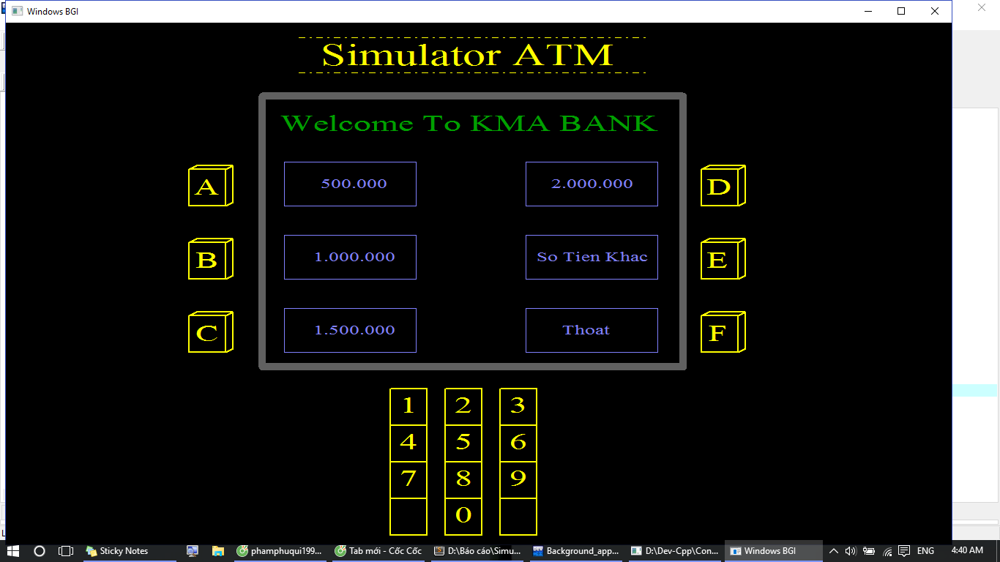 Windows BGI
Simulator ATM
Welcome To KMA BANK
A 500.000 2.000.000 D
B 1.000.000 So Tien Khac E
C 1.500.000 Thoat F
1 2 3
4 5 6
7 8 9
0
Sticky Notes phamphuqui199... Tab mới - Cốc Cốc D:\Báo cáo\Simu... Background_app... D:\Dev-Cpp\Con... Windows BGI ENG 4:40 AM